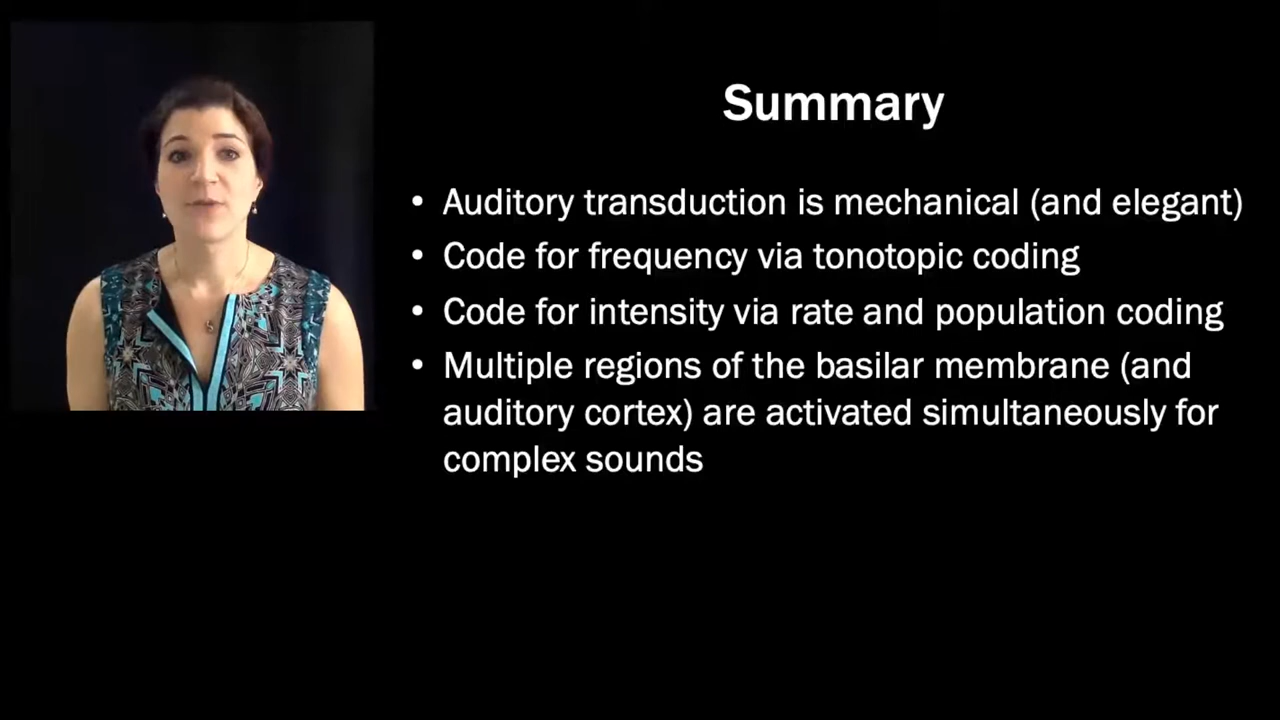 Summary
• Auditory transduction is mechanical (and elegant)
• Code for frequency via tonotopic coding
• Code for intensity via rate and population coding
• Multiple regions of the basilar membrane (and
auditory cortex) are activated simultaneously for
complex sounds